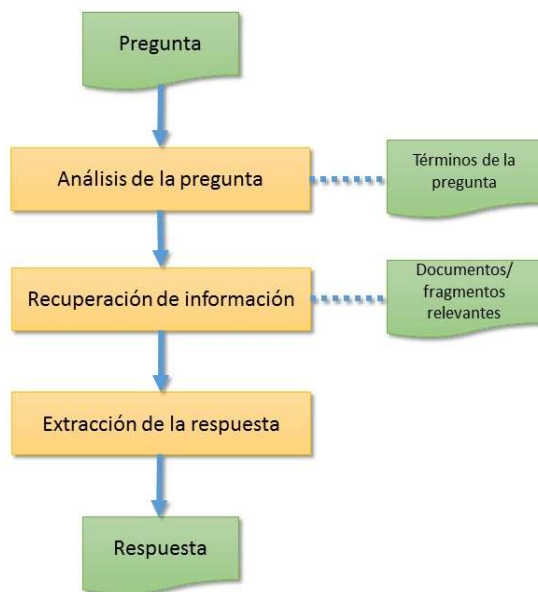 Pregunta
Análisis de la pregunta
Términos de la
pregunta
Recuperación de información
Documentos/
fragmentos
relevantes
Extracción de la respuesta
Respuesta